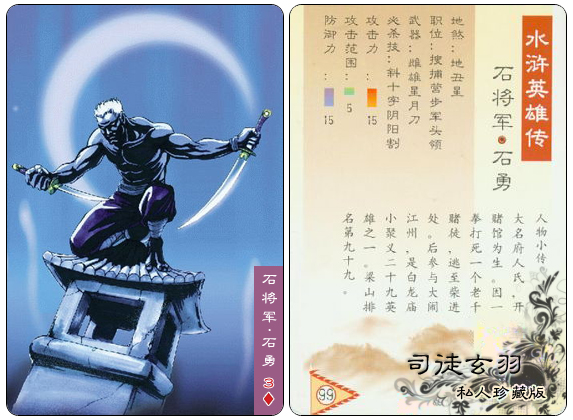 石将军·石勇
3
水浒英雄传
石将军·石勇
地煞:地丑星
职位:搜捕营步军头领
武器:雌雄星月刀
必杀技:斜十字阴阳割
攻击力:15
攻击范围:5
防御力:15
人物小传:
大名府人氏,开
赌馆为生。因一
拳打死一个老千
赌徒,逃至柴进
处。后参与大闹
江州,是白龙庙
小聚义二十九英
雄之一。梁山排
名第九十九。
99
司徒玄羽
私人珍藏版